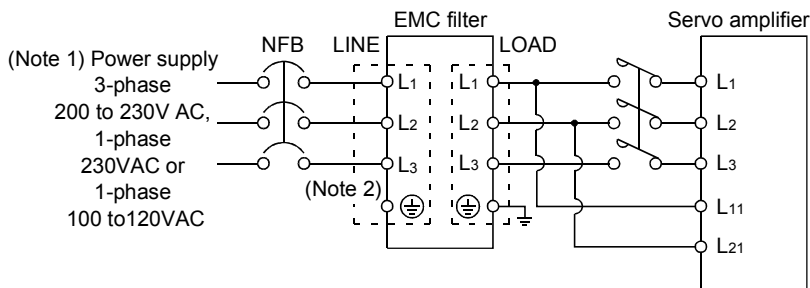 EMC filter
Servo amplifier
NFB
LINE
LOAD
(Note 1) Power supply
3-phase
200 to 230V AC,
1-phase
230VAC or
1-phase
100 to120VAC
L1
L1
L1
L2
L2
L2
L3
L3
L3
(Note 2)
L11
L21